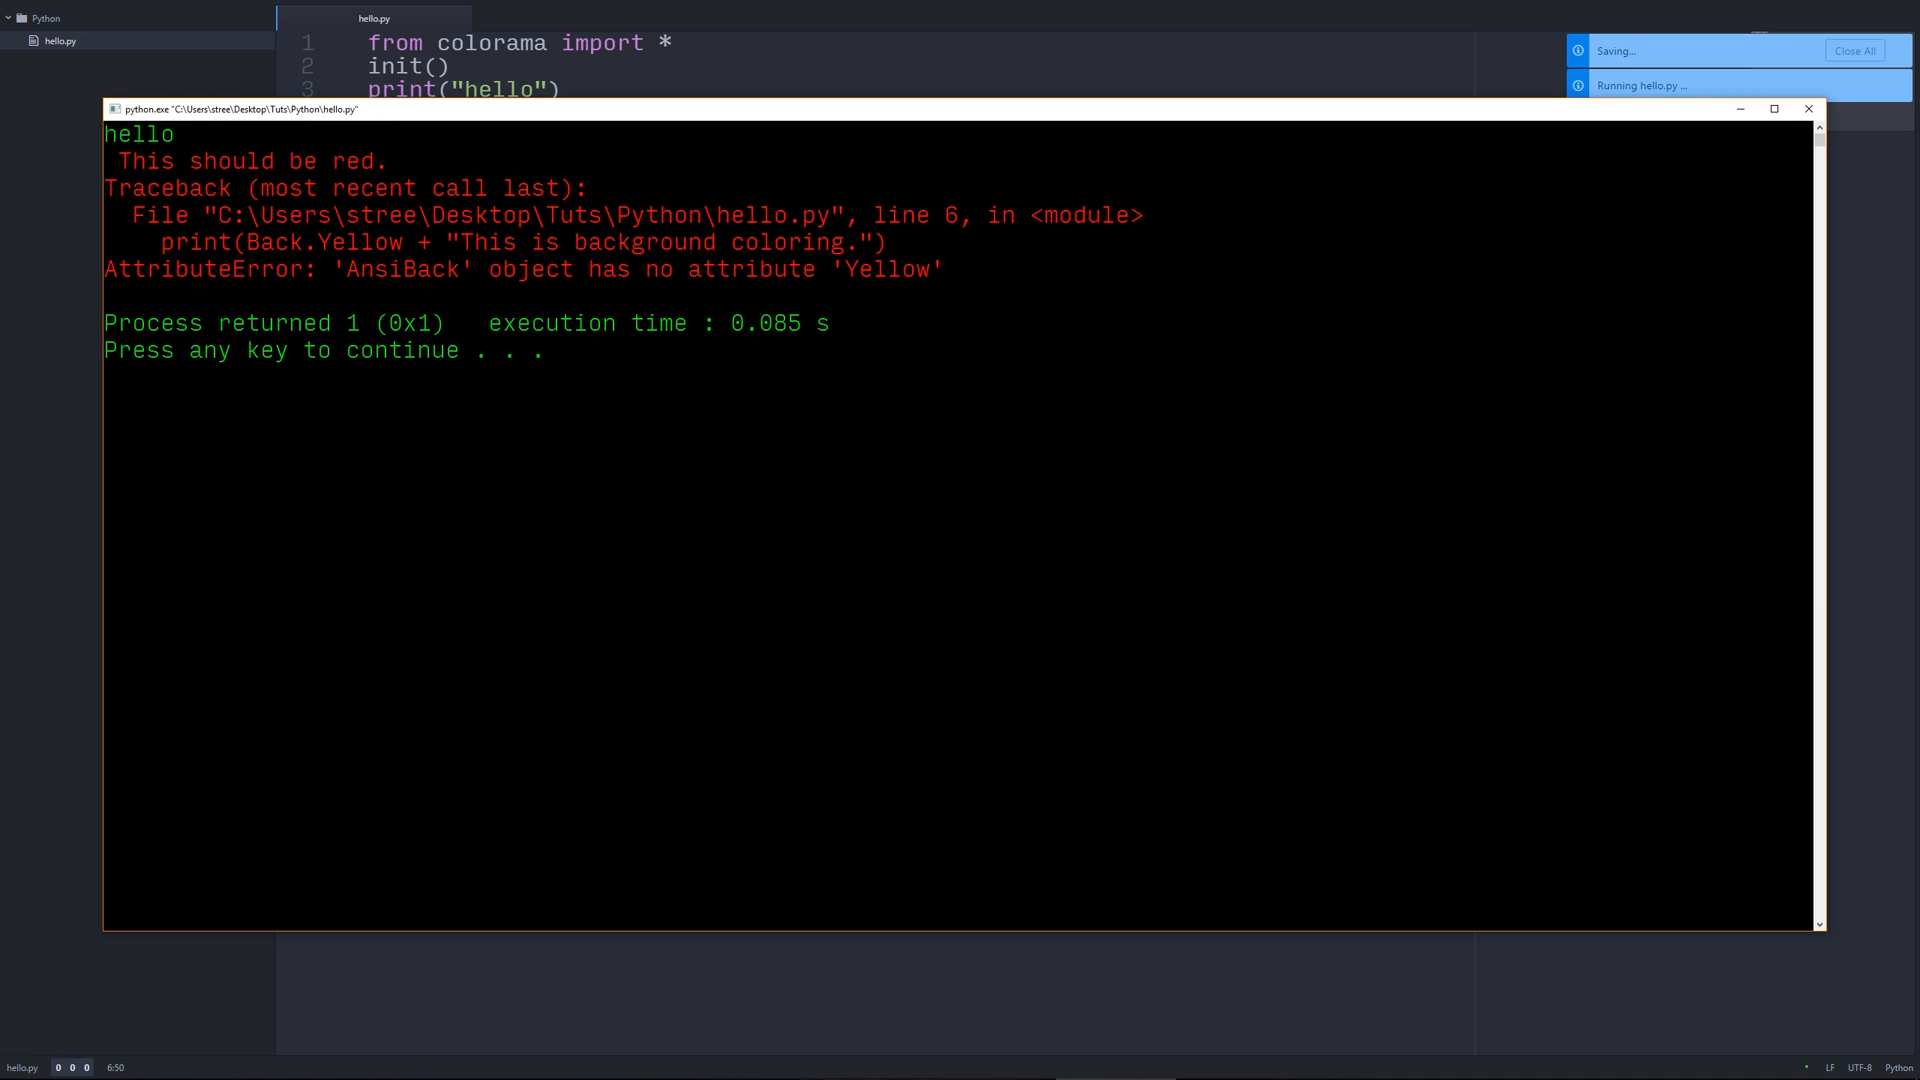 Python
hello.py
hello.py
1 from colorama import *
2 init()
3 print("hello")
Saving...
Close All
Running hello.py ...
python.exe "C:\Users\stree\Desktop\Tuts\Python\hello.py"
hello
This should be red.
Traceback (most recent call last):
File "C:\Users\stree\Desktop\Tuts\Python\hello.py", line 6, in <module>
print(Back.Yellow + "This is background coloring.")
AttributeError: 'AnsiBack' object has no attribute 'Yellow'
Process returned 1 (0x1)   execution time : 0.085 s
Press any key to continue . . .
hello.py 0 0 0 6:50 LF UTF-8 Python